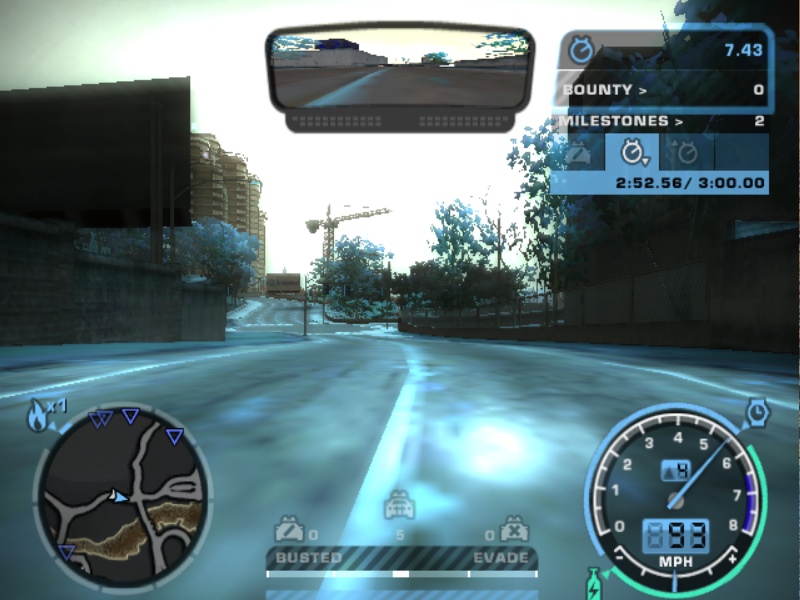 7.43
BOUNTY > 0
MILESTONES > 2
2:52.56/ 3:00.00
x1
0 1 2 3 4 5 6 7 8
4
93
MPH
- +
0 5 0
BUSTED EVADE